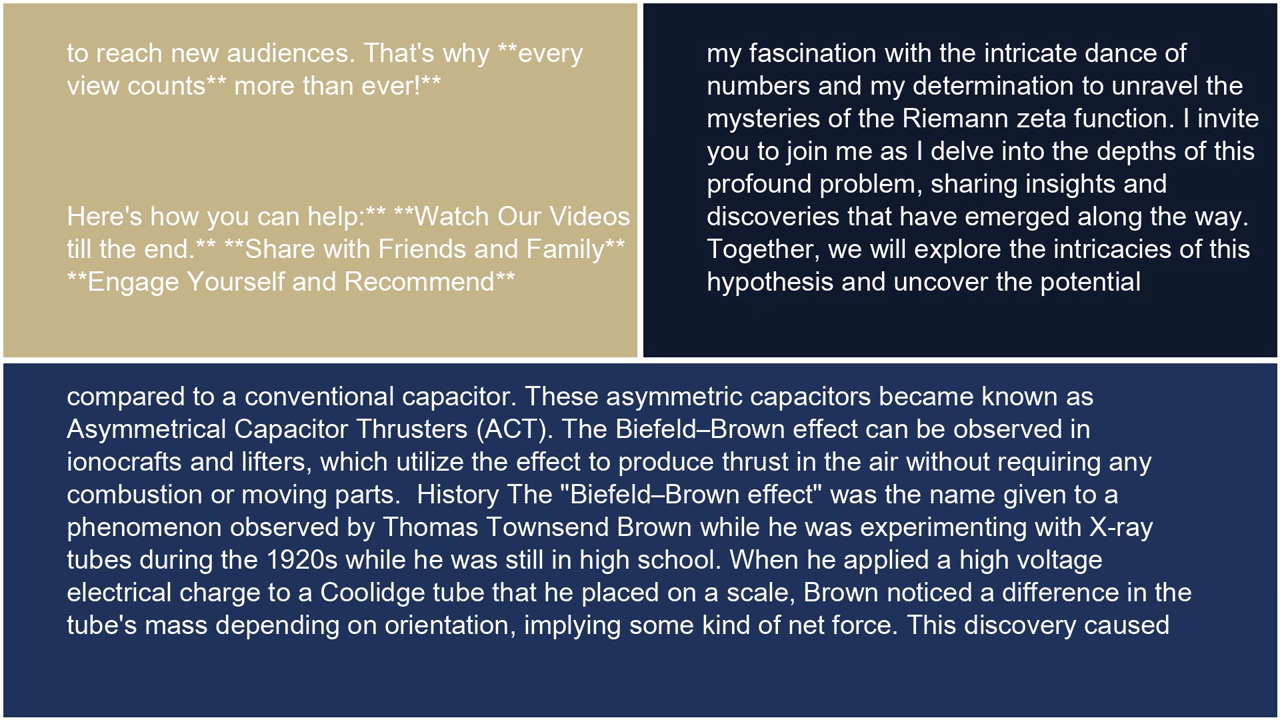 to reach new audiences. That's why **every
view counts** more than ever!**
Here's how you can help:** **Watch Our Videos
till the end.** **Share with Friends and Family**
**Engage Yourself and Recommend**
my fascination with the intricate dance of
numbers and my determination to unravel the
mysteries of the Riemann zeta function. I invite
you to join me as I delve into the depths of this
profound problem, sharing insights and
discoveries that have emerged along the way.
Together, we will explore the intricacies of this
hypothesis and uncover the potential
compared to a conventional capacitor. These asymmetric capacitors became known as
Asymmetrical Capacitor Thrusters (ACT). The Biefeld–Brown effect can be observed in
ionocrafts and lifters, which utilize the effect to produce thrust in the air without requiring any
combustion or moving parts.  History The "Biefeld–Brown effect" was the name given to a
phenomenon observed by Thomas Townsend Brown while he was experimenting with X-ray
tubes during the 1920s while he was still in high school. When he applied a high voltage
electrical charge to a Coolidge tube that he placed on a scale, Brown noticed a difference in the
tube's mass depending on orientation, implying some kind of net force. This discovery caused